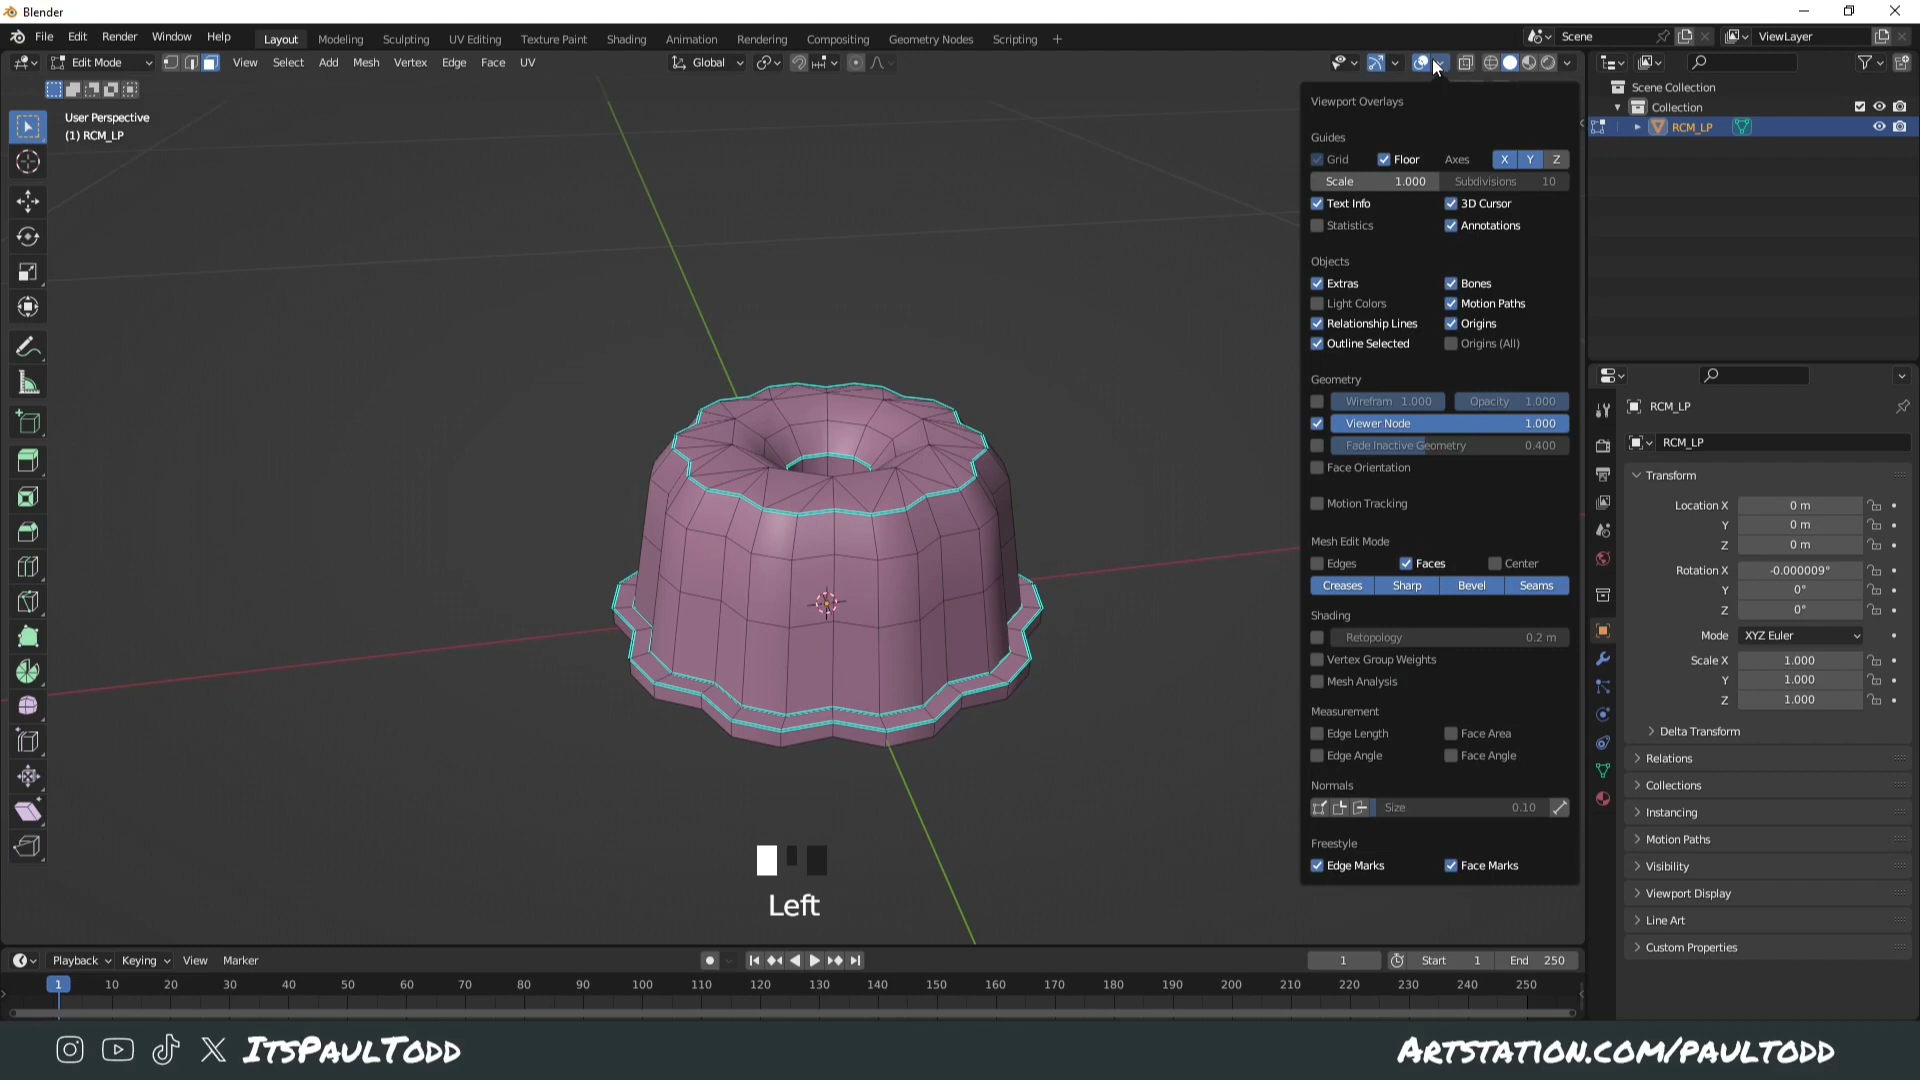 Blender
File Edit Render Window Help Layout Modeling Sculpting UV Editing Texture Paint Shading Animation Rendering Compositing Geometry Nodes Scripting + Scene ViewLayer
Edit Mode View Select Add Mesh Vertex Edge Face UV Global
User Perspective
(1) RCM_LP
Viewport Overlays
Guides
Grid Floor Axes X Y Z
Scale 1.000 Subdivisions 10
Text Info 3D Cursor
Statistics Annotations
Objects
Extras Bones
Light Colors Motion Paths
Relationship Lines Origins
Outline Selected Origins (All)
Geometry
Wirefram 1.000 Opacity 1.000
Viewer Node 1.000
Fade Inactive Geometry 0.400
Face Orientation
Motion Tracking
Mesh Edit Mode
Edges Faces Center
Creases Sharp Bevel Seams
Shading
Retopology 0.2 m
Vertex Group Weights
Mesh Analysis
Measurement
Edge Length Face Area
Edge Angle Face Angle
Normals
Size 0.10
Freestyle
Edge Marks Face Marks
Scene Collection
Collection
RCM_LP
RCM_LP
RCM_LP
Transform
Location X 0 m
Y 0 m
Z 0 m
Rotation X -0.000009°
Y 0°
Z 0°
Mode XYZ Euler
Scale X 1.000
Y 1.000
Z 1.000
Delta Transform
Relations
Collections
Instancing
Motion Paths
Visibility
Viewport Display
Line Art
Custom Properties
Left
Playback Keying View Marker 1 Start 1 End 250
1 10 20 30 40 50 60 70 80 90 100 110 120 130 140 150 160 170 180 190 200 210 220 230 240 250
ItsPaulTodd
Artstation.com/paultodd